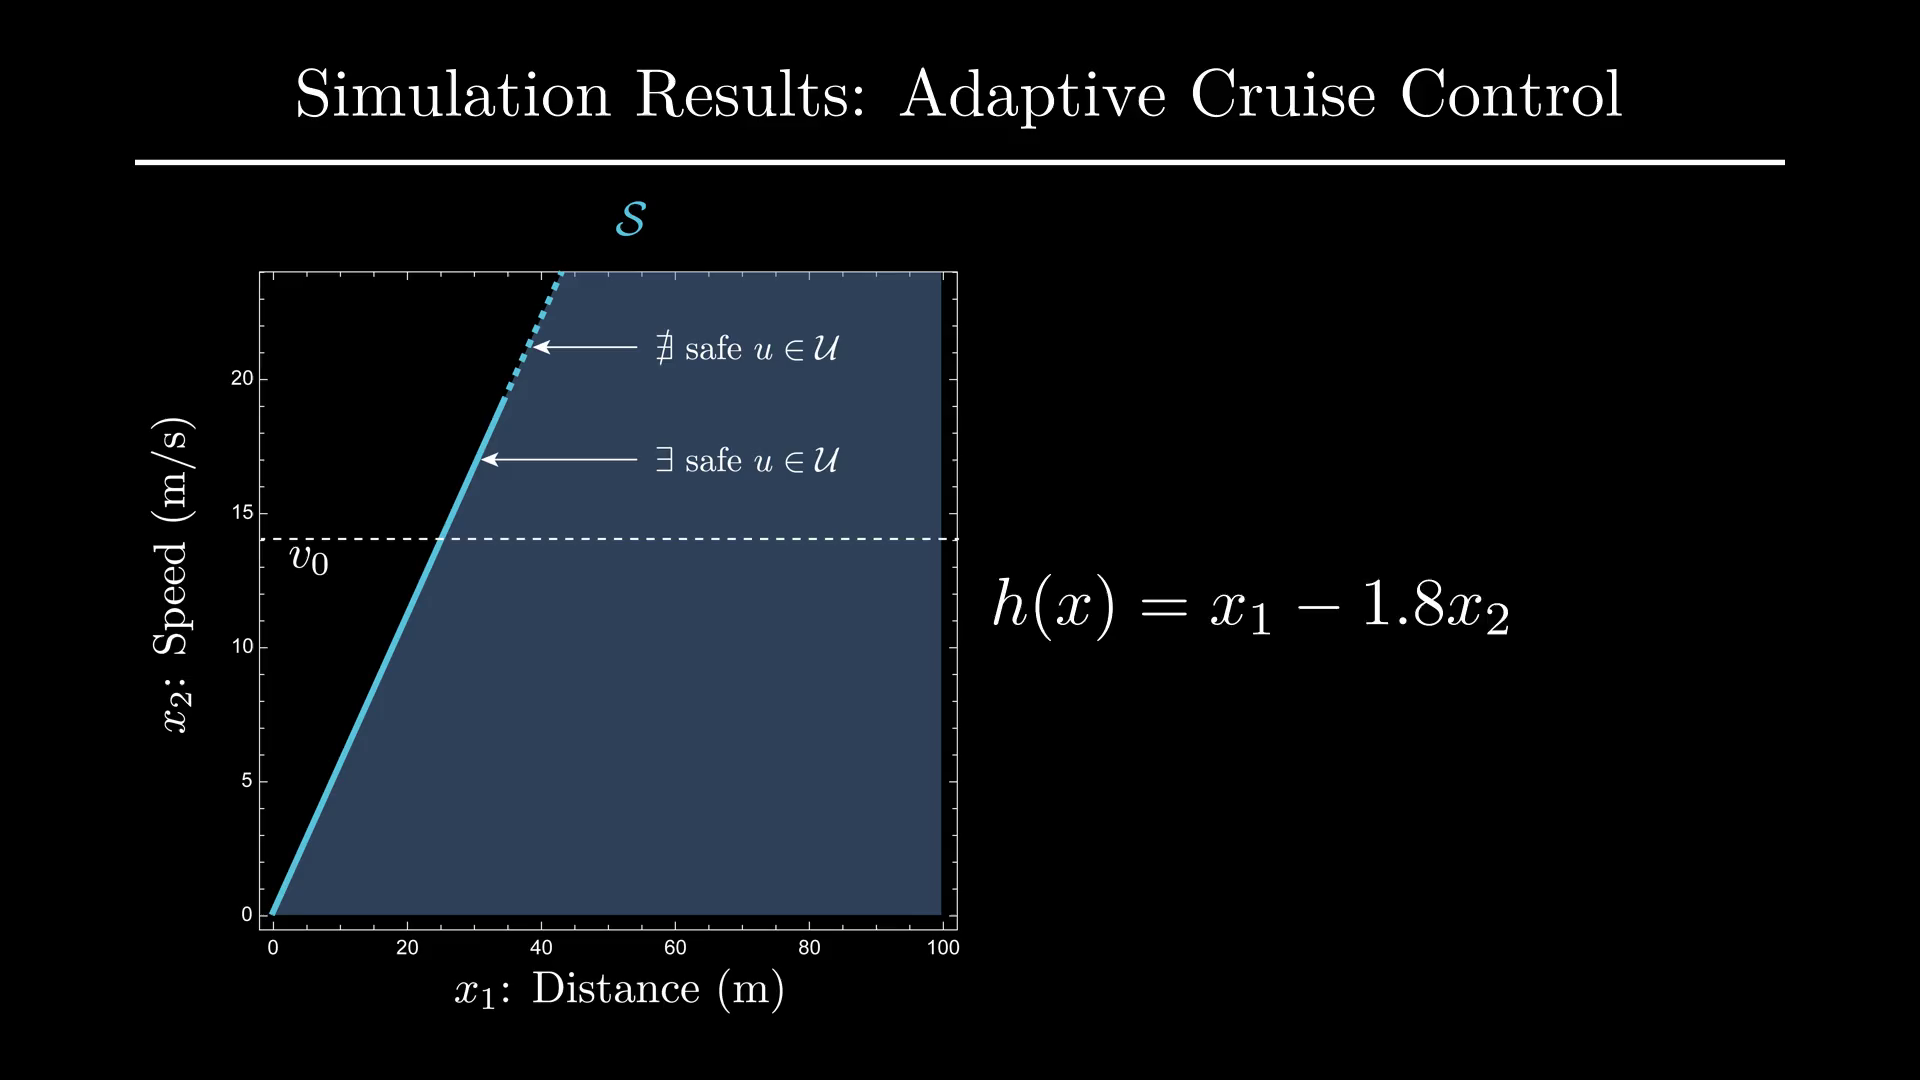 Simulation Results: Adaptive Cruise Control
𝒮
∄ safe u ∈ 𝒰
∃ safe u ∈ 𝒰
v₀
h(x) = x₁ − 1.8x₂
x₂: Speed (m/s)
20
15
10
5
0
0 20 40 60 80 100
x₁: Distance (m)